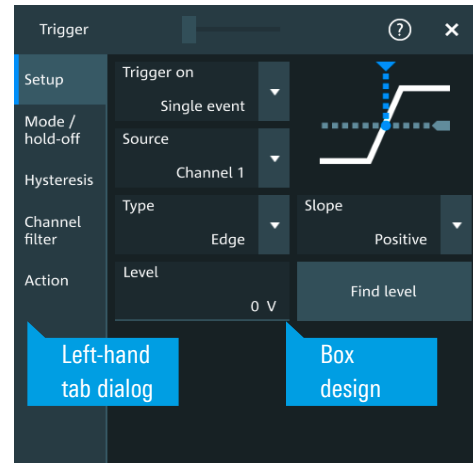 Trigger
?
×
Setup
Mode /
hold-off
Hysteresis
Channel
filter
Action
Trigger on
Single event
Source
Channel 1
Type
Edge
Slope
Positive
Level
0 V
Find level
Left-hand
tab dialog
Box
design